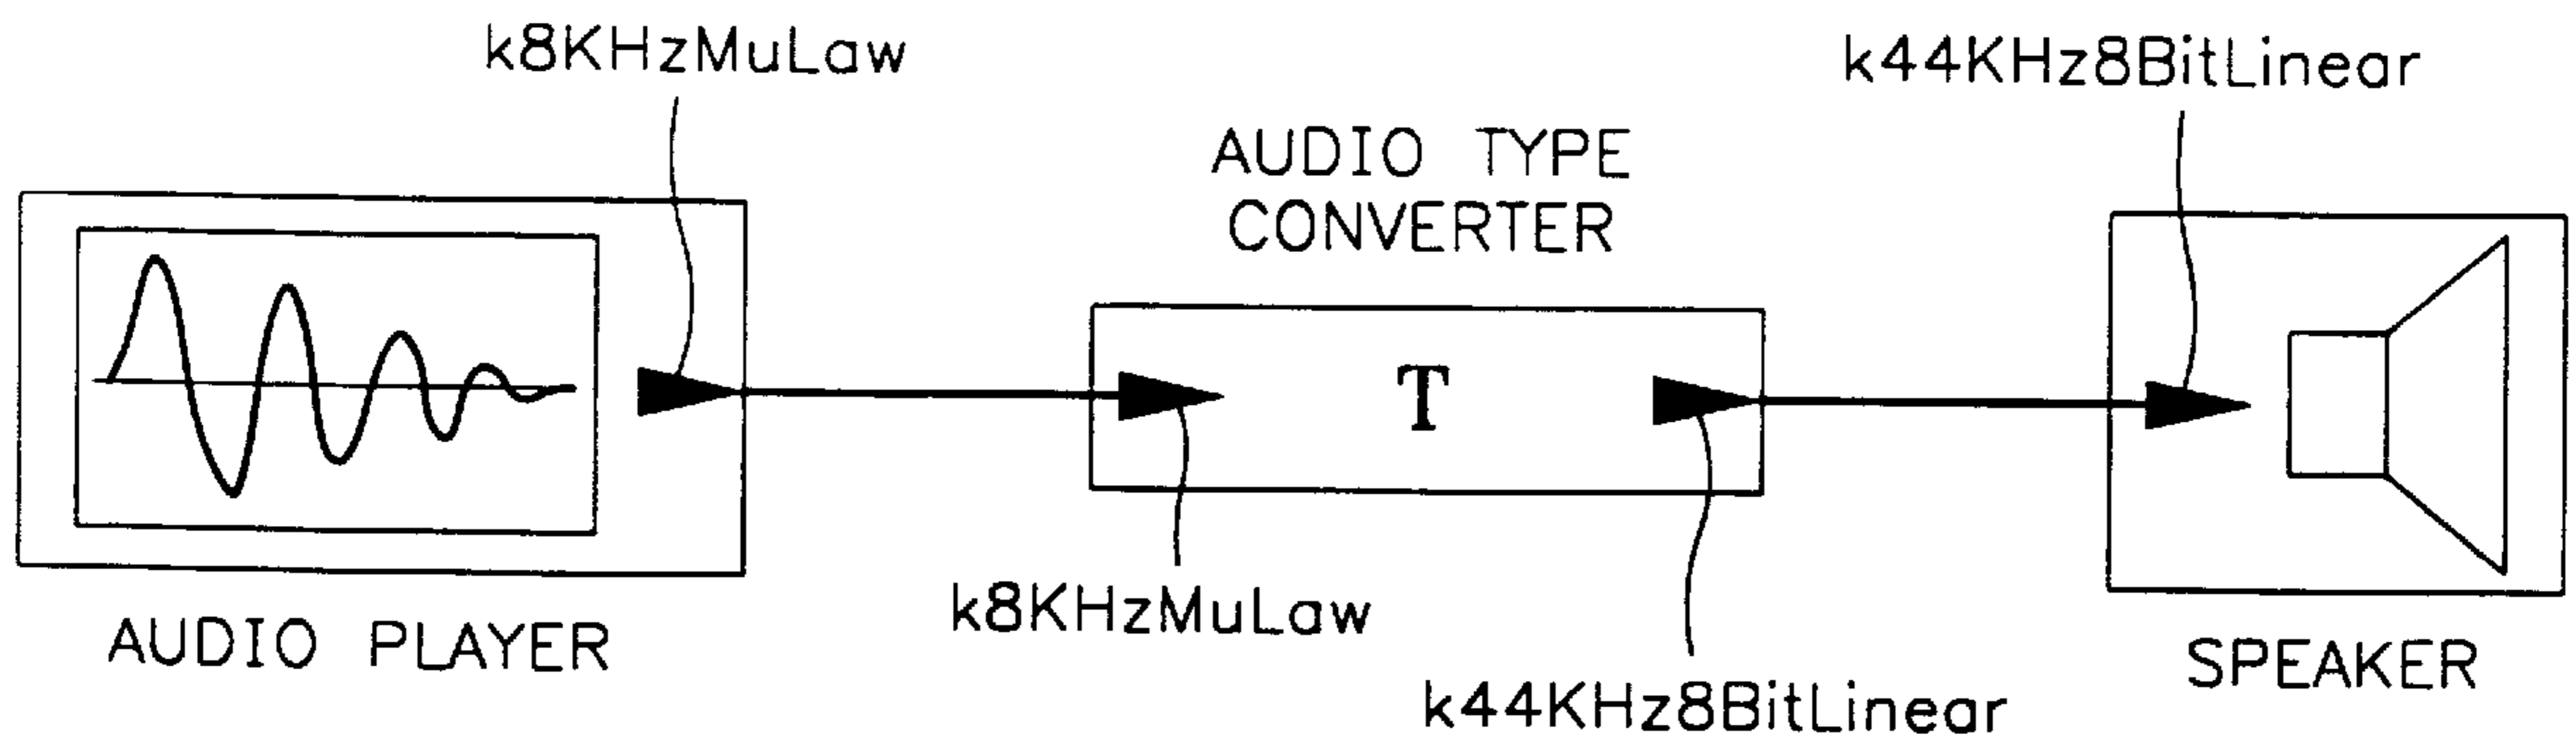 k8KHzMuLaw
k44KHz8BitLinear
AUDIO TYPE
CONVERTER
T
k8KHzMuLaw
AUDIO PLAYER
SPEAKER
k44KHz8BitLinear